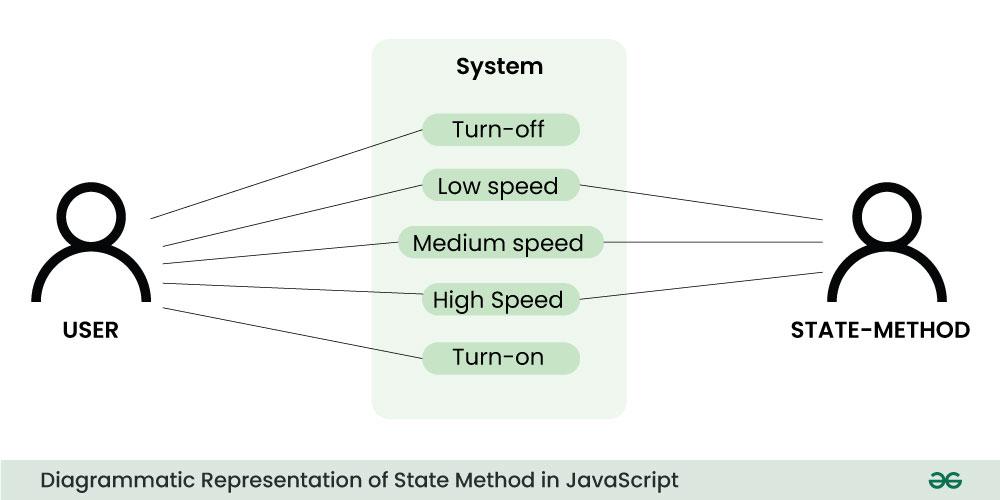 System
Turn-off
Low speed
Medium speed
High Speed
Turn-on
USER
STATE-METHOD
Diagrammatic Representation of State Method in JavaScript